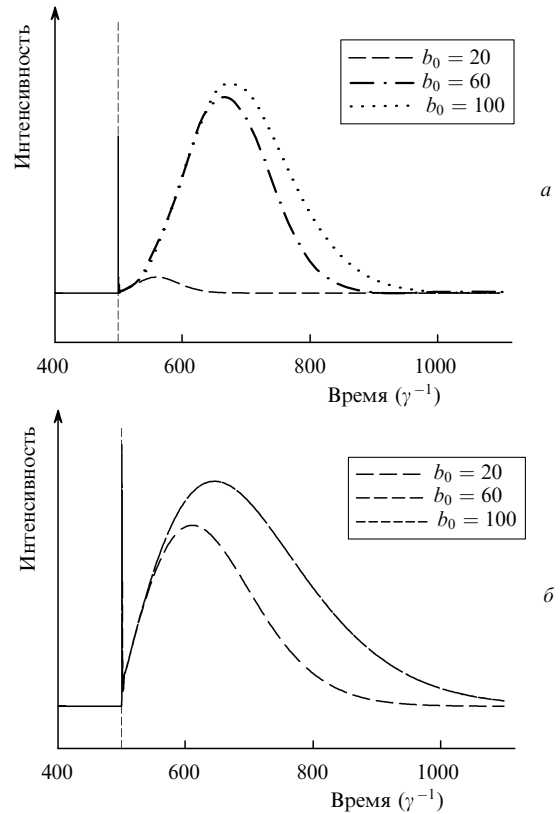 Интенсивность
b₀ = 20
b₀ = 60
b₀ = 100
а
400 600 800 1000
Время (γ⁻¹)
Интенсивность
b₀ = 20
b₀ = 60
b₀ = 100
б
400 600 800 1000
Время (γ⁻¹)